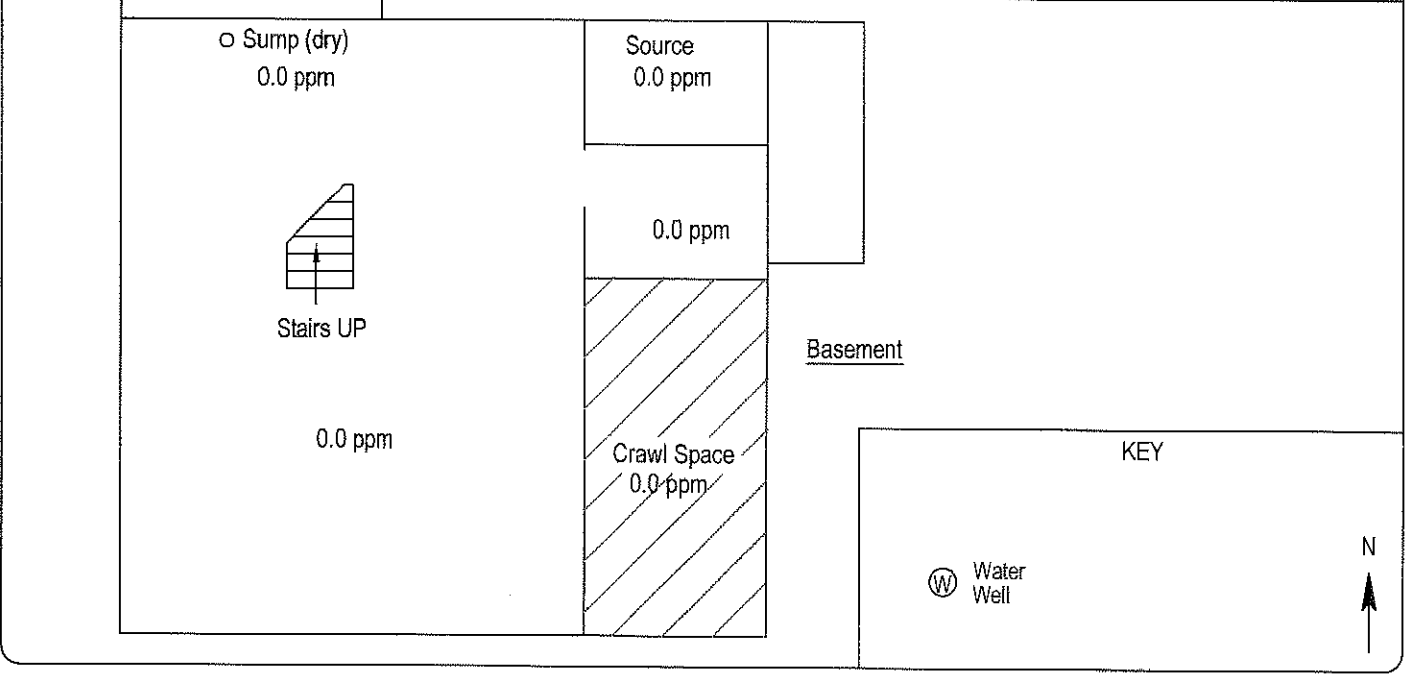 Sump (dry)
0.0 ppm
Source
0.0 ppm
0.0 ppm
Stairs UP
Basement
0.0 ppm
Crawl Space
0.0 ppm
KEY
W
Water
Well
N